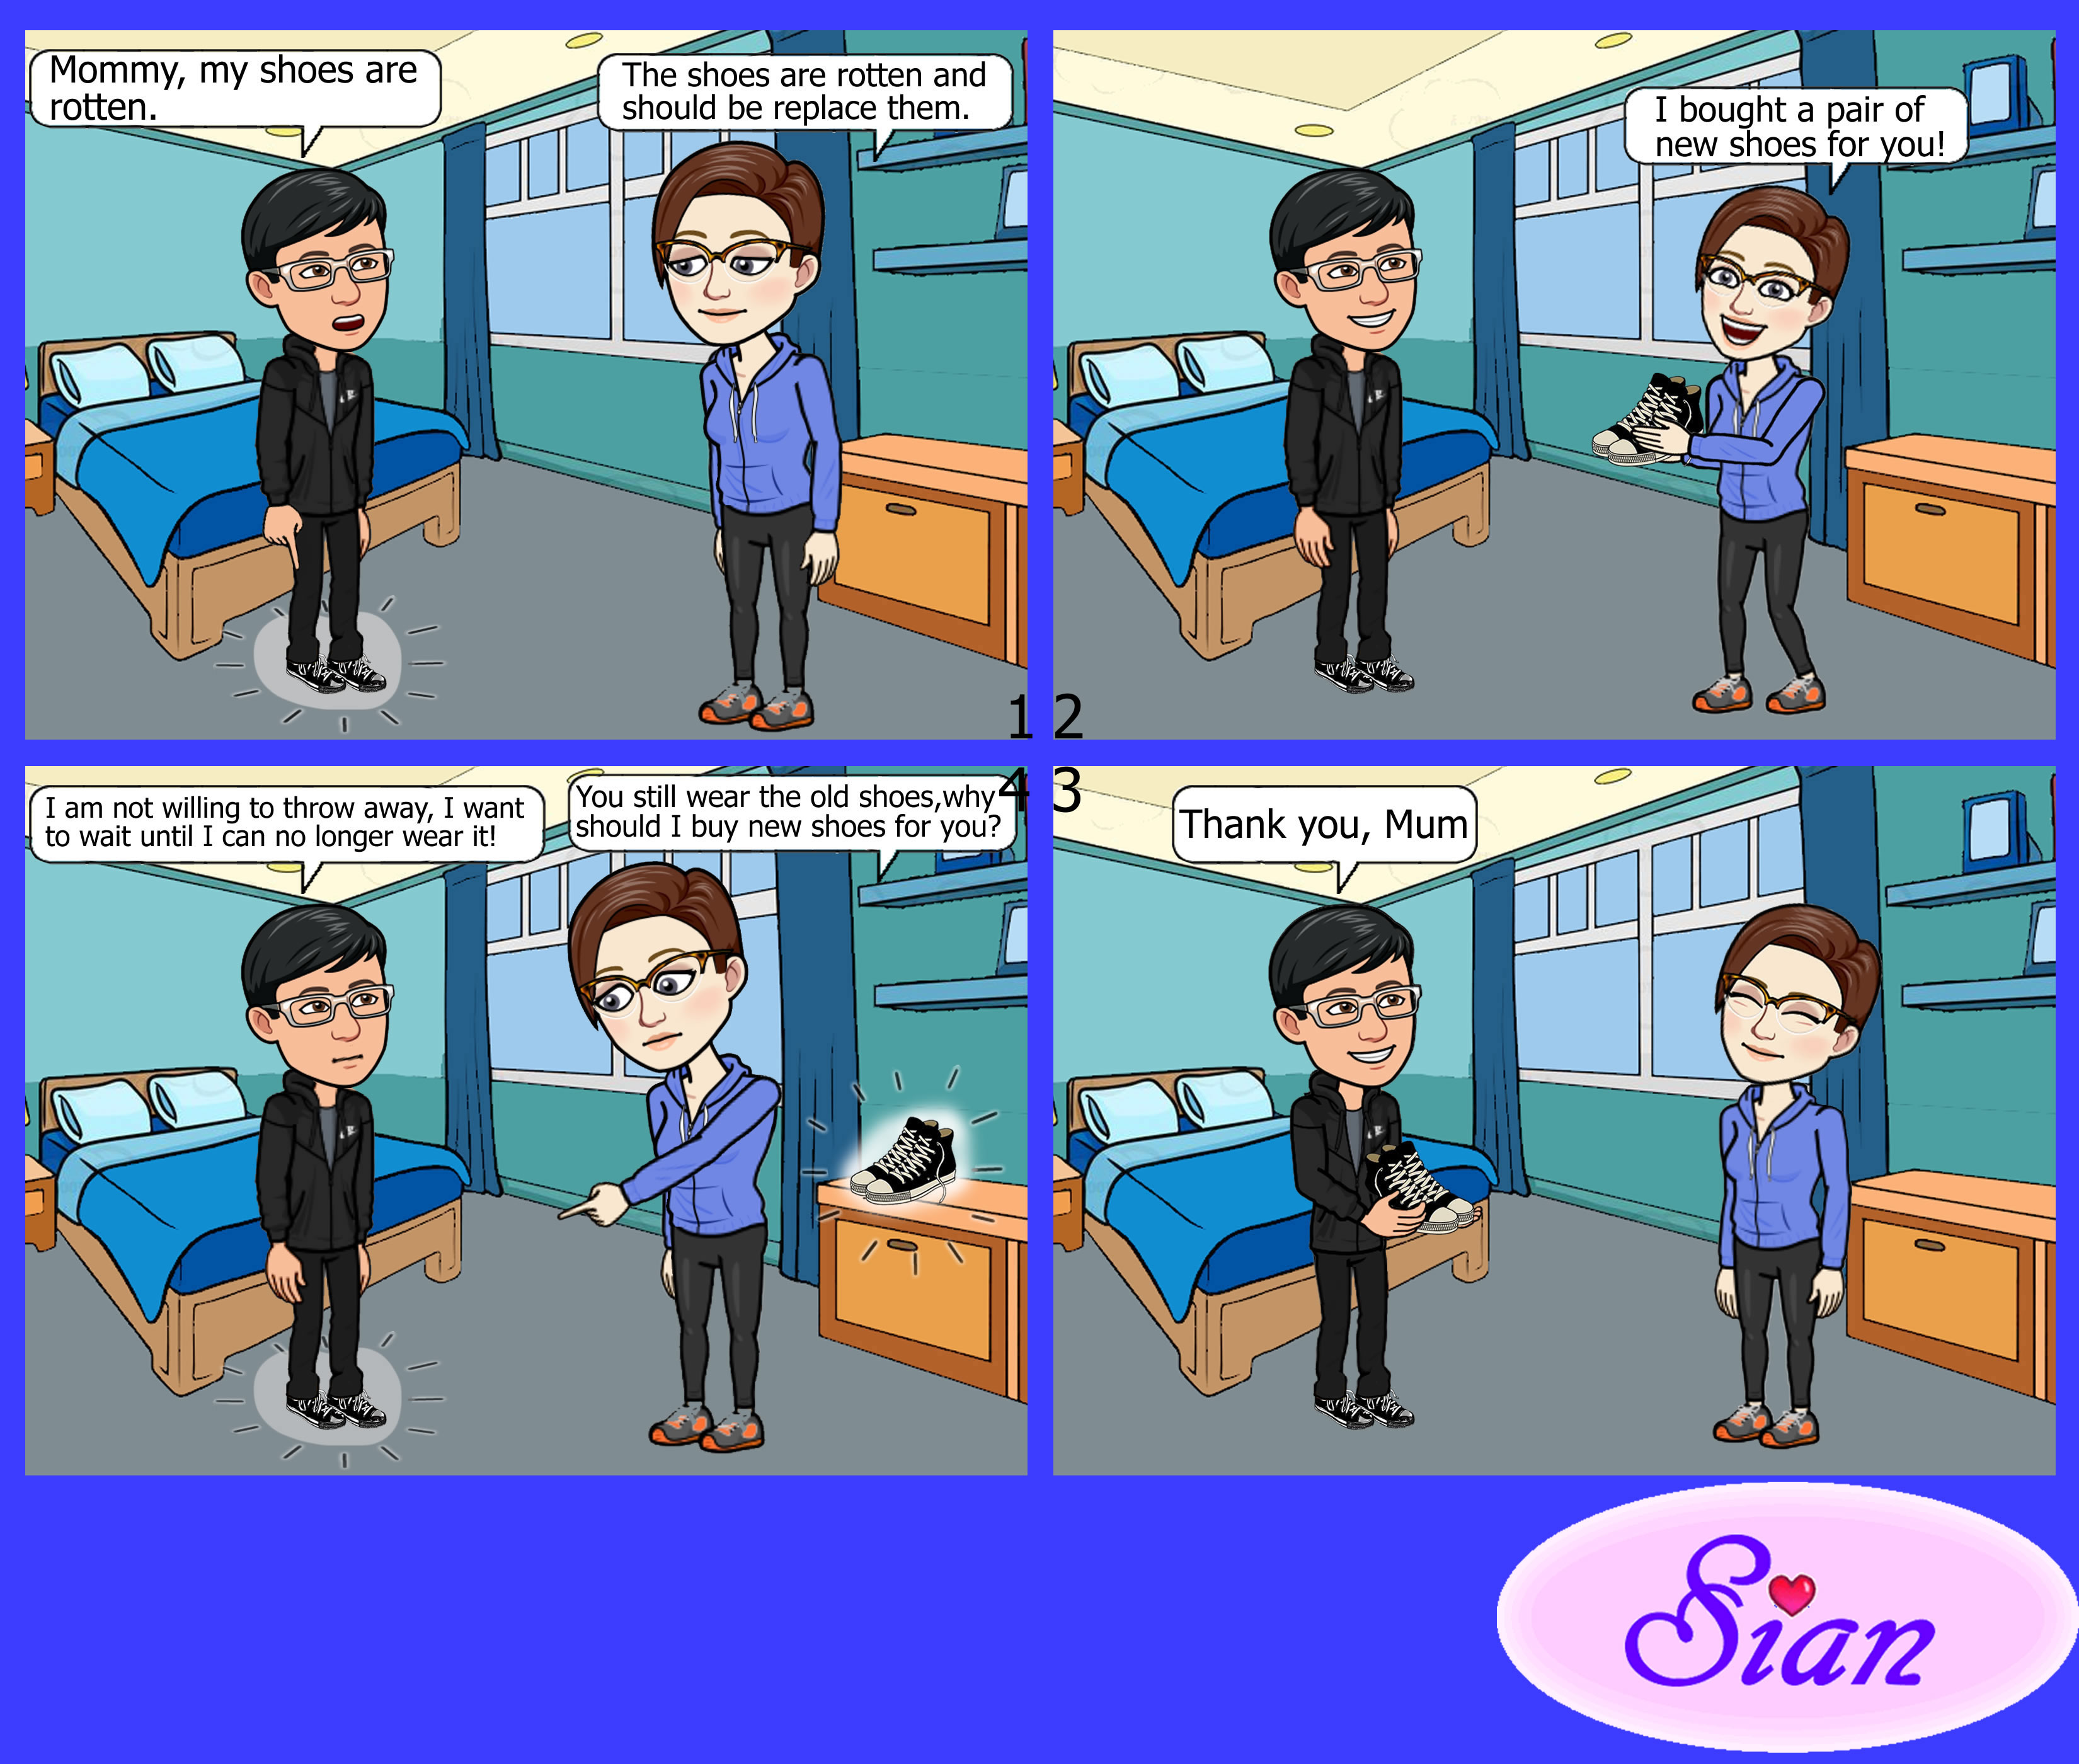 Mommy, my shoes are
rotten.
The shoes are rotten and
should be replace them.
1
I bought a pair of
new shoes for you!
2
Thank you, Mum
3
I am not willing to throw away, I want
to wait until I can no longer wear it!
You still wear the old shoes,why
should I buy new shoes for you?
4
Sian